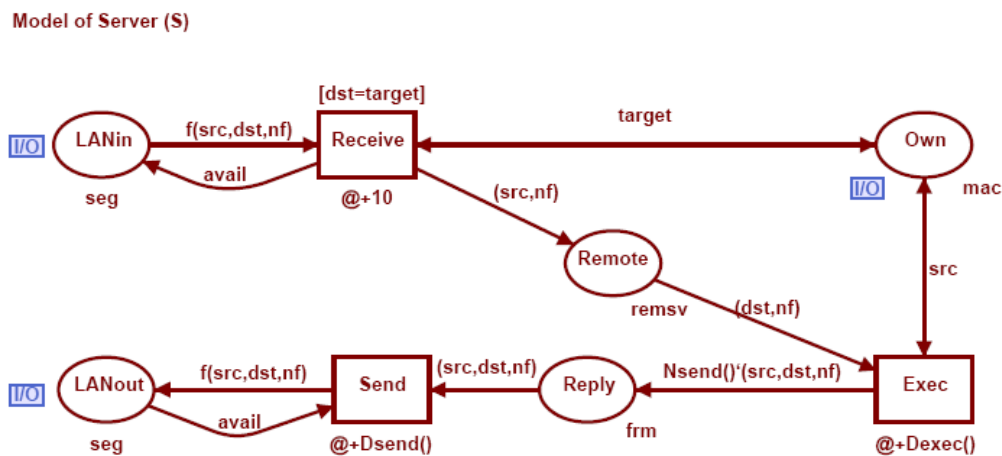 Model of Server (S)
[dst=target]
target
I/O
LANin
f(src,dst,nf)
Receive
Own
avail
seg
@+10
(src,nf)
I/O
mac
Remote
src
remsv
(dst,nf)
I/O
LANout
f(src,dst,nf)
Send
(src,dst,nf)
Reply
Nsend()‘(src,dst,nf)
Exec
avail
seg
@+Dsend()
frm
@+Dexec()